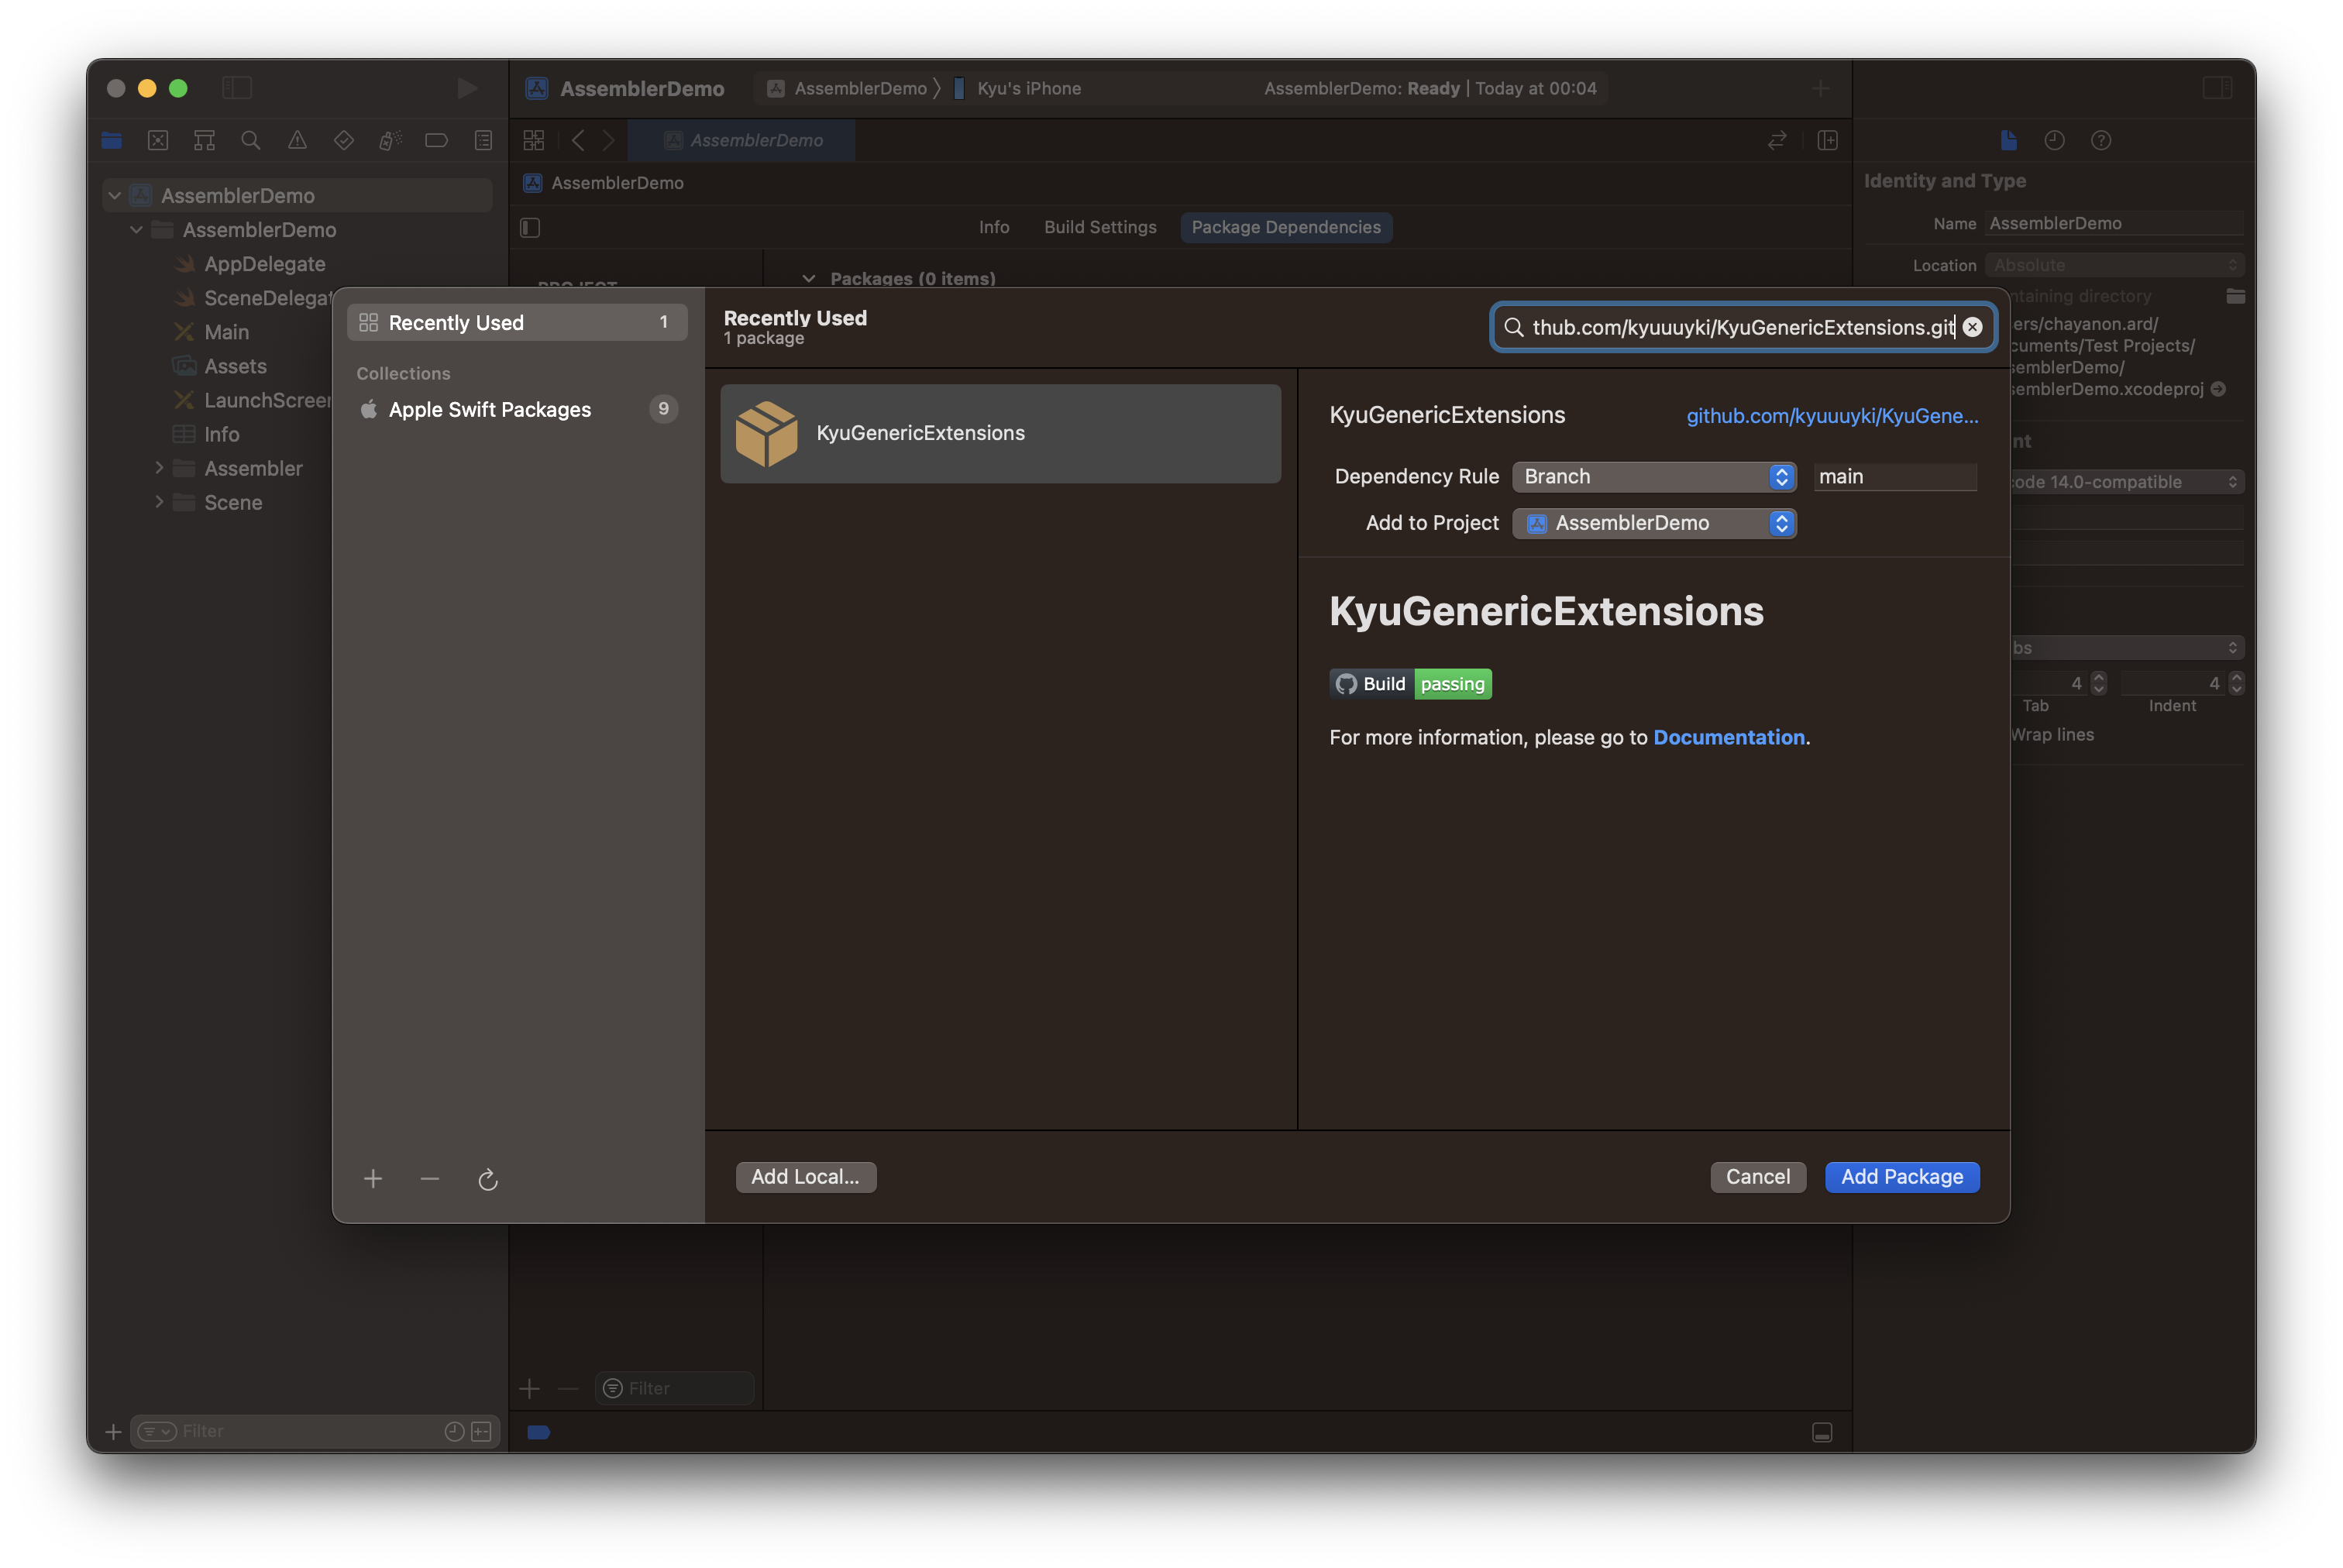 AssemblerDemo
AssemblerDemo
Kyu's iPhone
AssemblerDemo: Ready | Today at 00:04
AssemblerDemo
AssemblerDemo
AppDelegate
SceneDelegat
Main
Assets
LaunchScreen
Info
Assembler
Scene
Filter
AssemblerDemo
AssemblerDemo
Info
Build Settings
Package Dependencies
PROJECT
Packages (0 items)
Filter
Identity and Type
Name AssemblerDemo
Location Absolute
ntaining directory
ers/chayanon.ard/
cuments/Test Projects/
semblerDemo/
semblerDemo.xcodeproj
nt
code 14.0-compatible
bs
4
4
Tab
Indent
Wrap lines
Recently Used 1
Collections
Apple Swift Packages 9
Recently Used
1 package
thub.com/kyuuuyki/KyuGenericExtensions.git
KyuGenericExtensions
KyuGenericExtensions
github.com/kyuuuyki/KyuGene...
Dependency Rule Branch main
Add to Project AssemblerDemo
KyuGenericExtensions
Build passing
For more information, please go to Documentation.
Add Local...
Cancel
Add Package